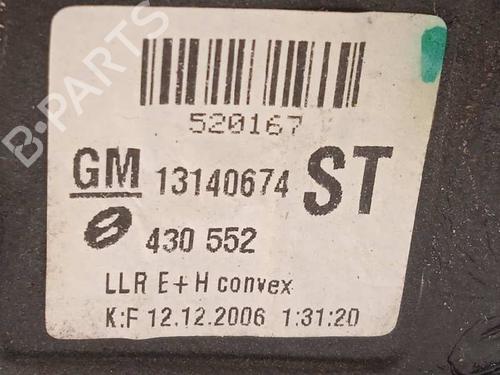 B-PARTS
520167
GM 13140674 ST
430 552
LLR E+H convex
K:F 12.12.2006 1:31:20